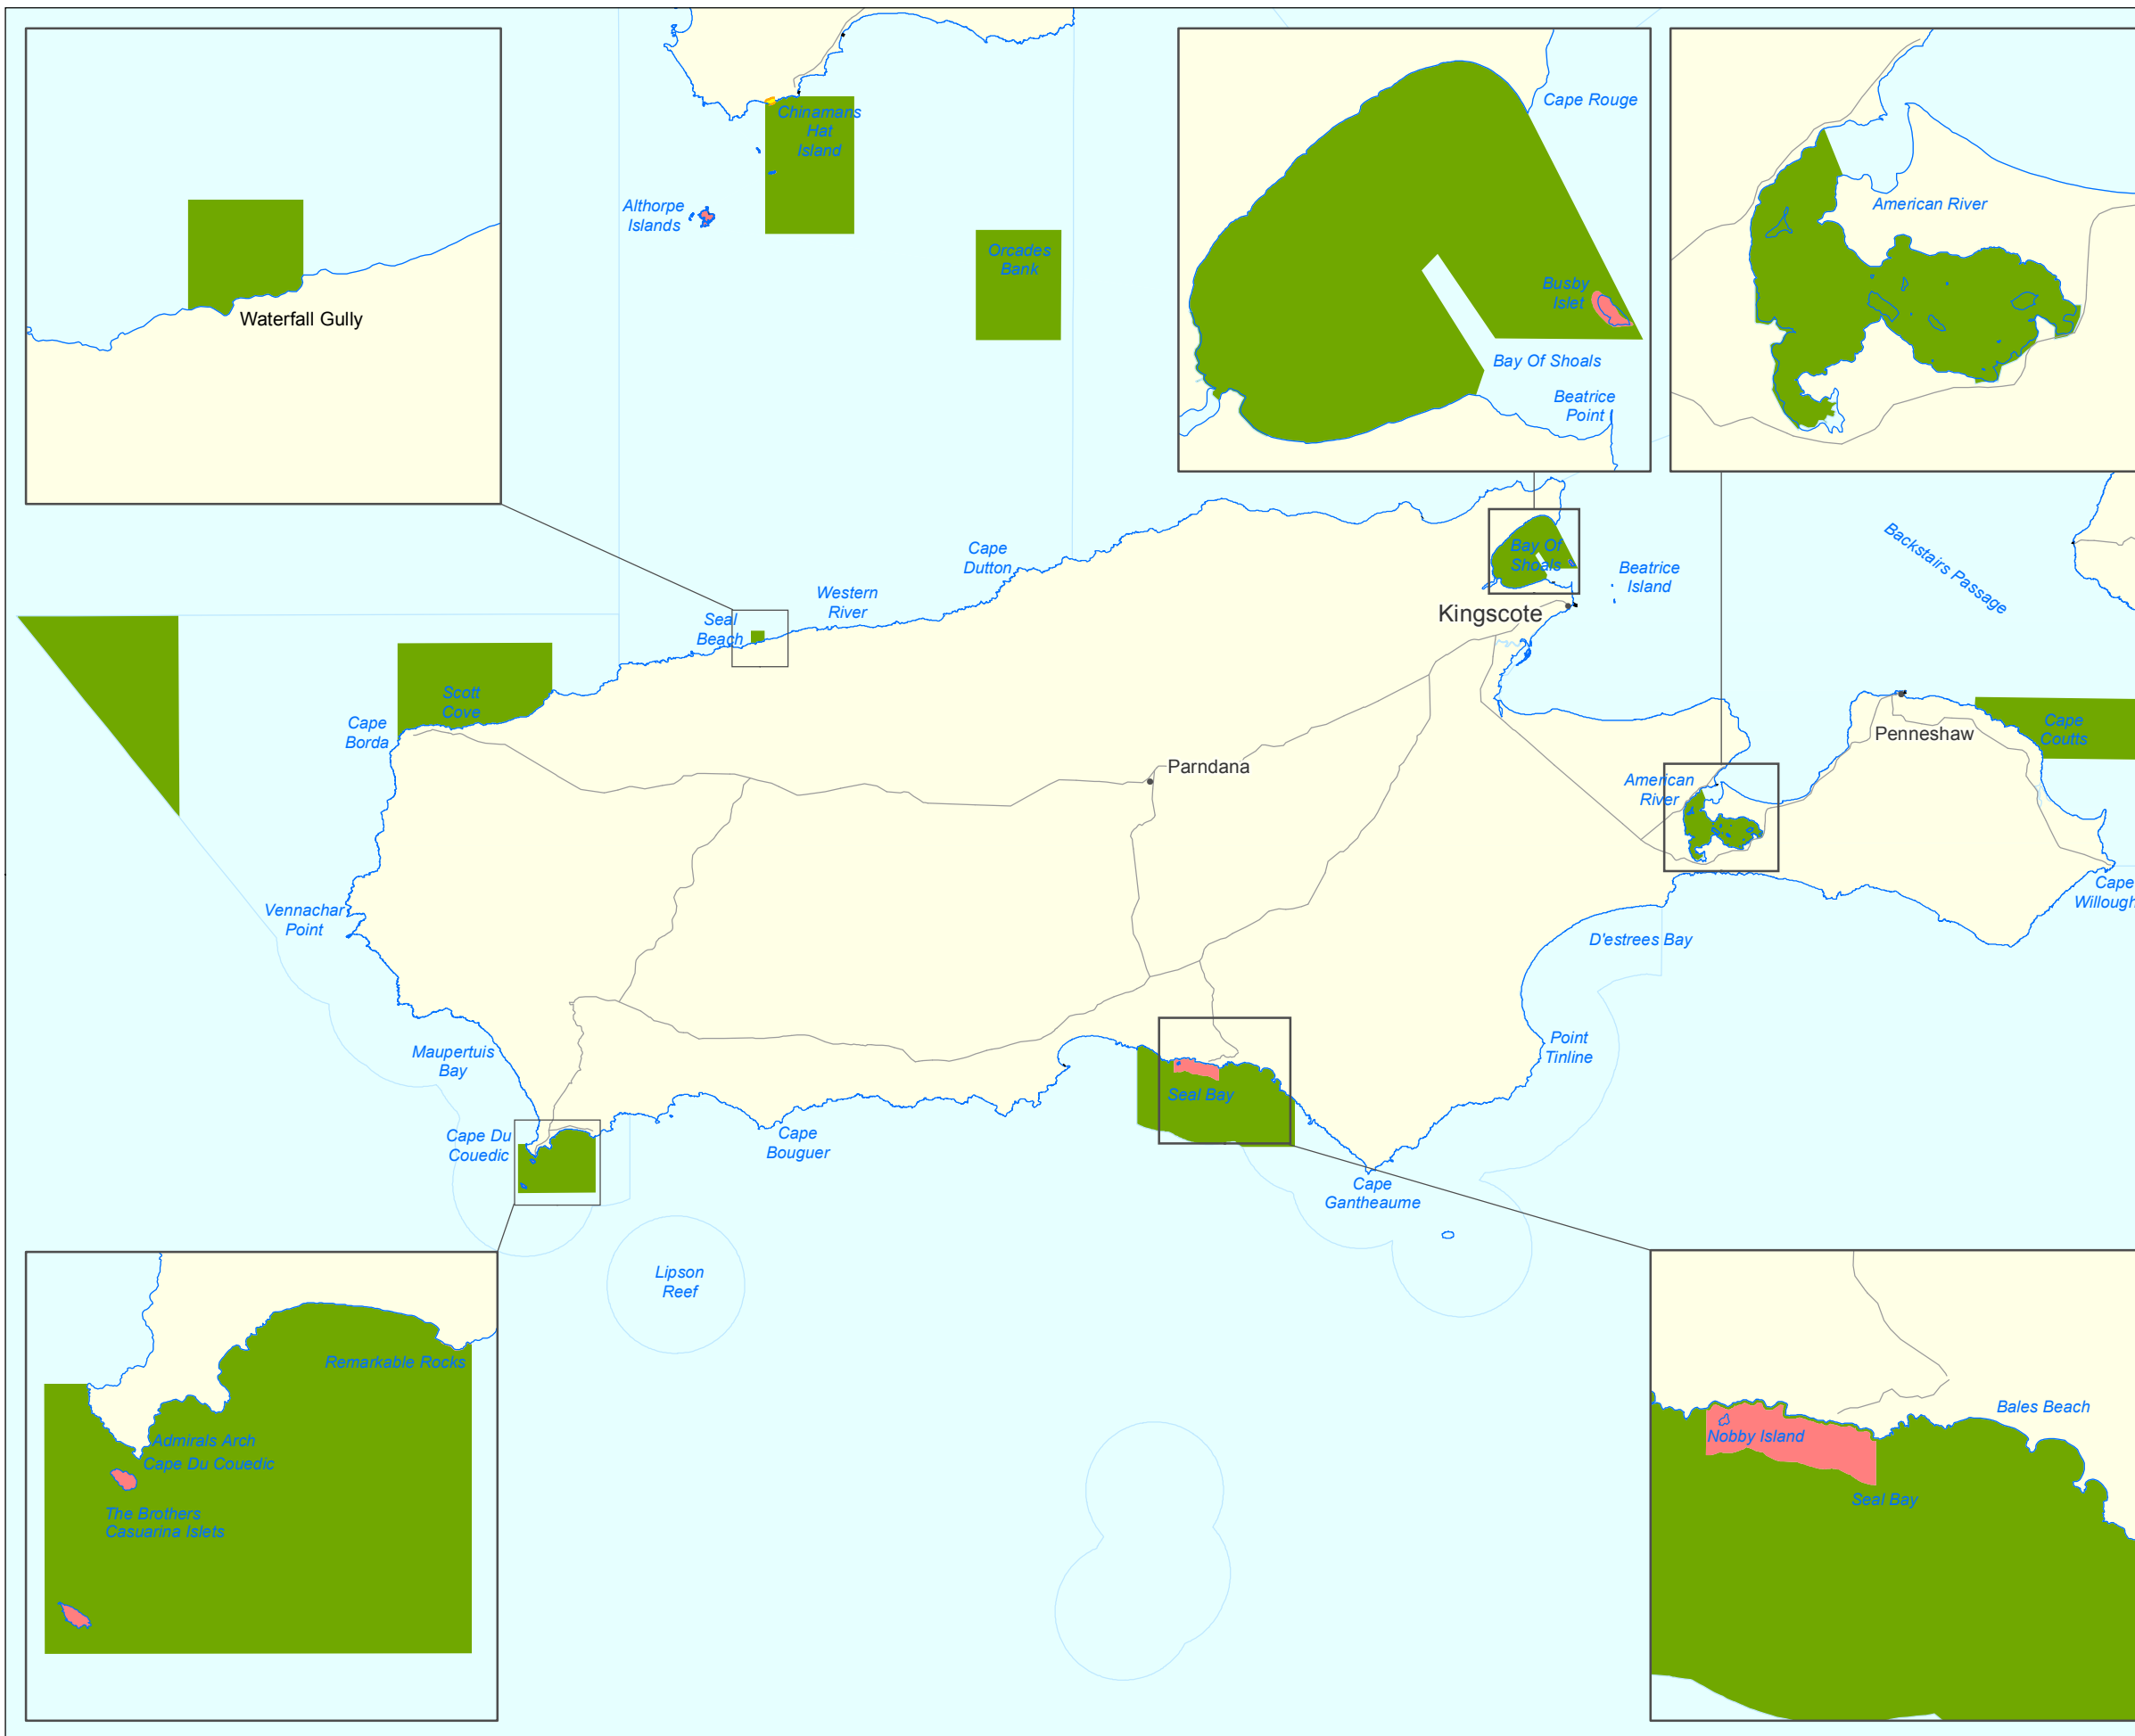 Waterfall Gully
Chinamans
Hat
Island
Althorpe
Islands
Orcades
Bank
Cape Rouge
Busby
Islet
Bay Of Shoals
Beatrice
Point
American River
Backstairs Passage
Cape
Dutton
Western
River
Seal
Beach
Bay Of
Shoals
Beatrice
Island
Kingscote
Scott
Cove
Cape
Borda
Parndana
Penneshaw
Cape
Coutts
American
River
Cape
Willough
Vennachar
Point
D'estrees Bay
Maupertuis
Bay
Point
Tinline
Seal Bay
Cape Du
Couedic
Cape
Bouguer
Cape
Gantheaume
Lipson
Reef
Remarkable Rocks
Admirals Arch
Cape Du Couedic
The Brothers
Casuarina Islets
Bales Beach
Nobby Island
Seal Bay